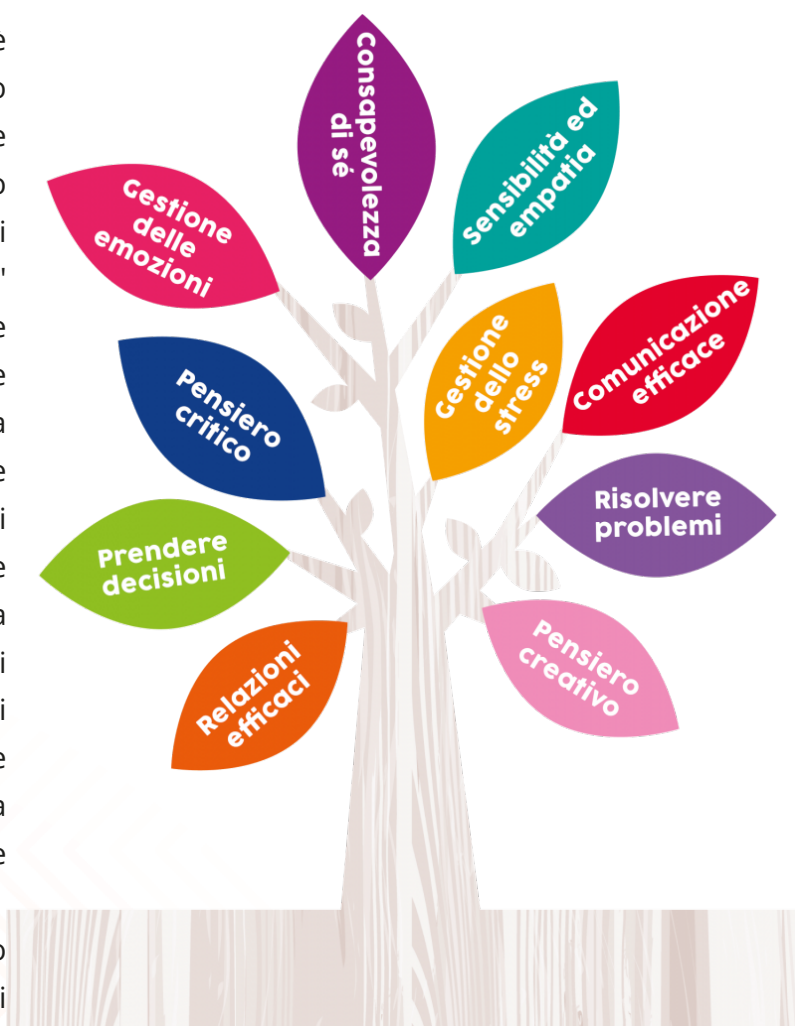 e
o
e
o
i
'
e
e
a
e
i
e
a
i
i
e
a
e
o
i
Consapevolezza
di sé
Sensibilità ed
empatia
Gestione
delle
emozioni
Gestione
dello
stress
Comunicazione
efficace
Pensiero
critico
Risolvere
problemi
Prendere
decisioni
Relazioni
efficaci
Pensiero
creativo